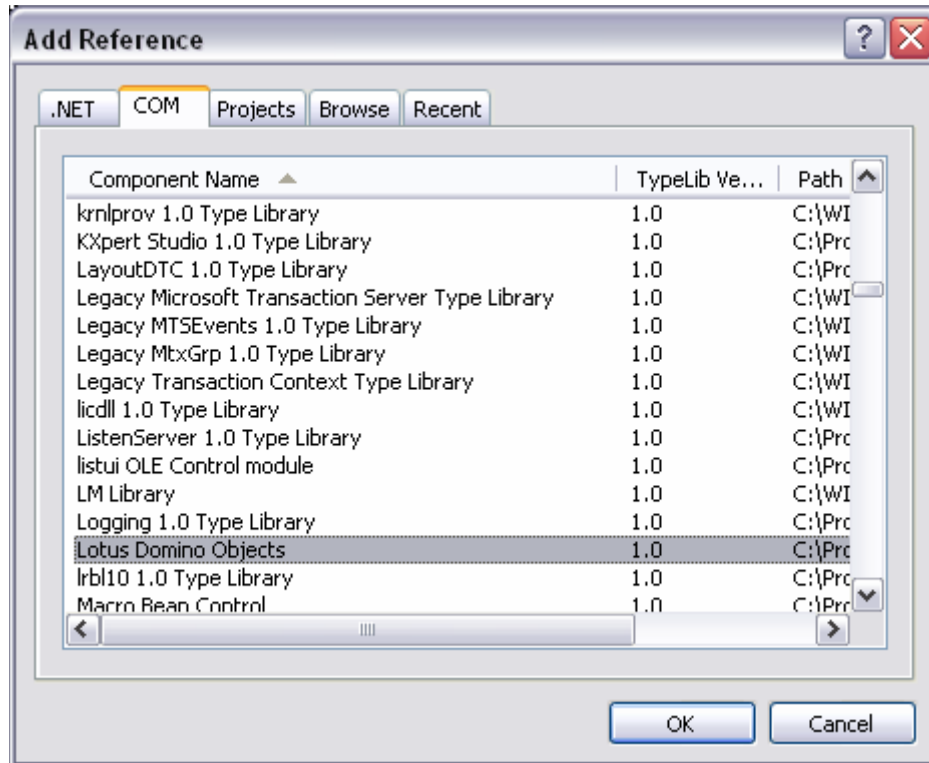 Add Reference
.NET COM Projects Browse Recent
Component Name TypeLib Ve... Path
krnlprov 1.0 Type Library 1.0 C:\WI
KXpert Studio 1.0 Type Library 1.0 C:\Pro
LayoutDTC 1.0 Type Library 1.0 C:\Pro
Legacy Microsoft Transaction Server Type Library 1.0 C:\WI
Legacy MTSEvents 1.0 Type Library 1.0 C:\WI
Legacy MtxGrp 1.0 Type Library 1.0 C:\WI
Legacy Transaction Context Type Library 1.0 C:\WI
licdll 1.0 Type Library 1.0 C:\WI
ListenServer 1.0 Type Library 1.0 C:\Pro
listui OLE Control module 1.0 C:\Pro
LM Library 1.0 C:\WI
Logging 1.0 Type Library 1.0 C:\Pro
Lotus Domino Objects 1.0 C:\Pro
lrbl10 1.0 Type Library 1.0 C:\Pro
Macro Bean Control 1.0 C:\Pro
OK Cancel